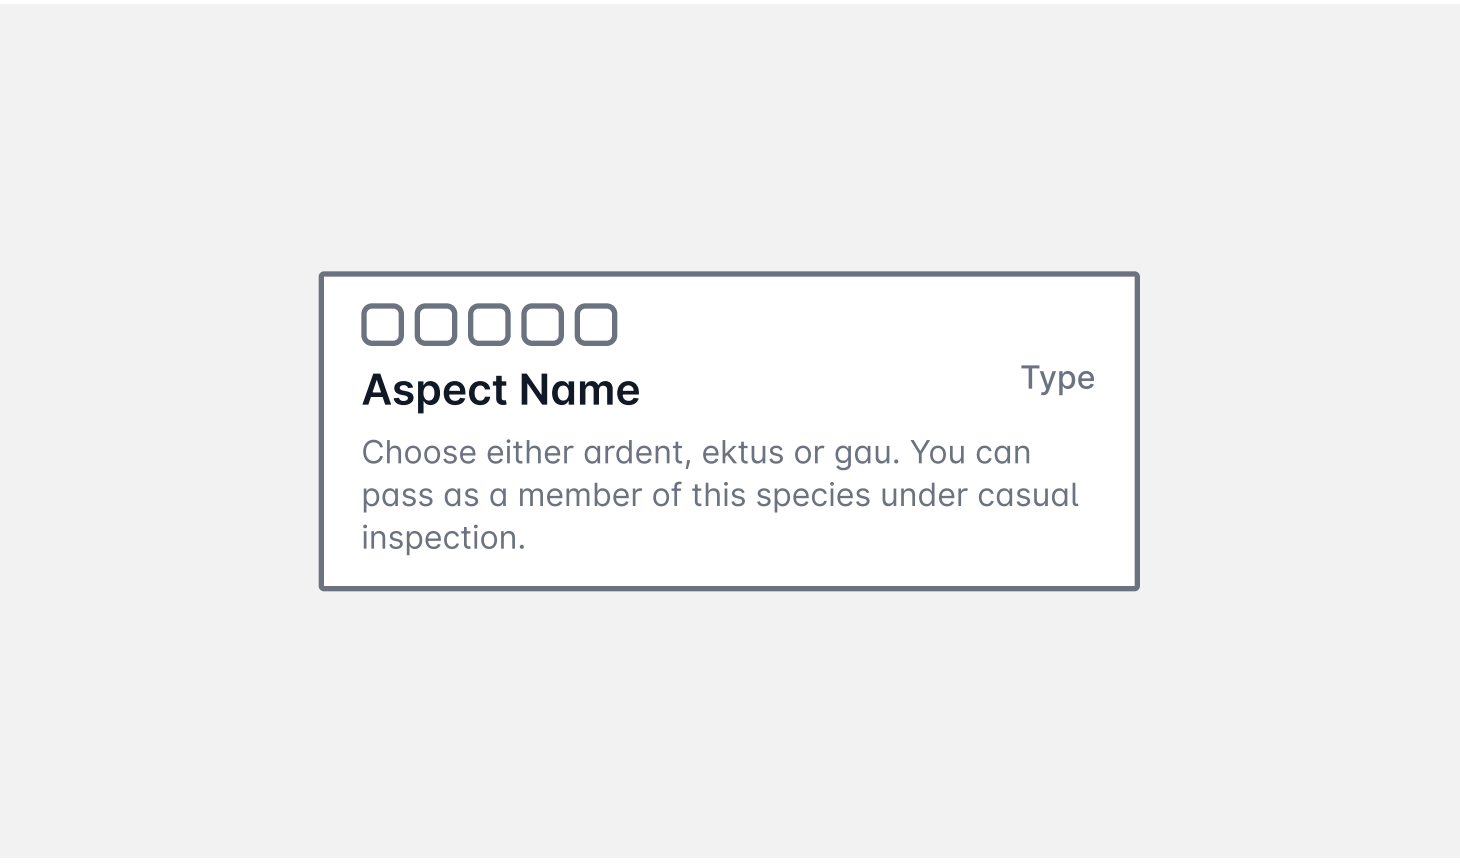 Aspect Name
Type
Choose either ardent, ektus or gau. You can
pass as a member of this species under casual
inspection.